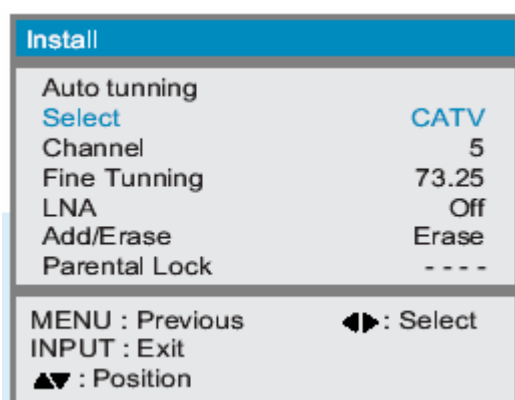 Install
Auto tunning
Select CATV
Channel 5
Fine Tunning 73.25
LNA Off
Add/Erase Erase
Parental Lock - - - -
MENU : Previous ◀▶: Select
INPUT : Exit
▲▼ : Position